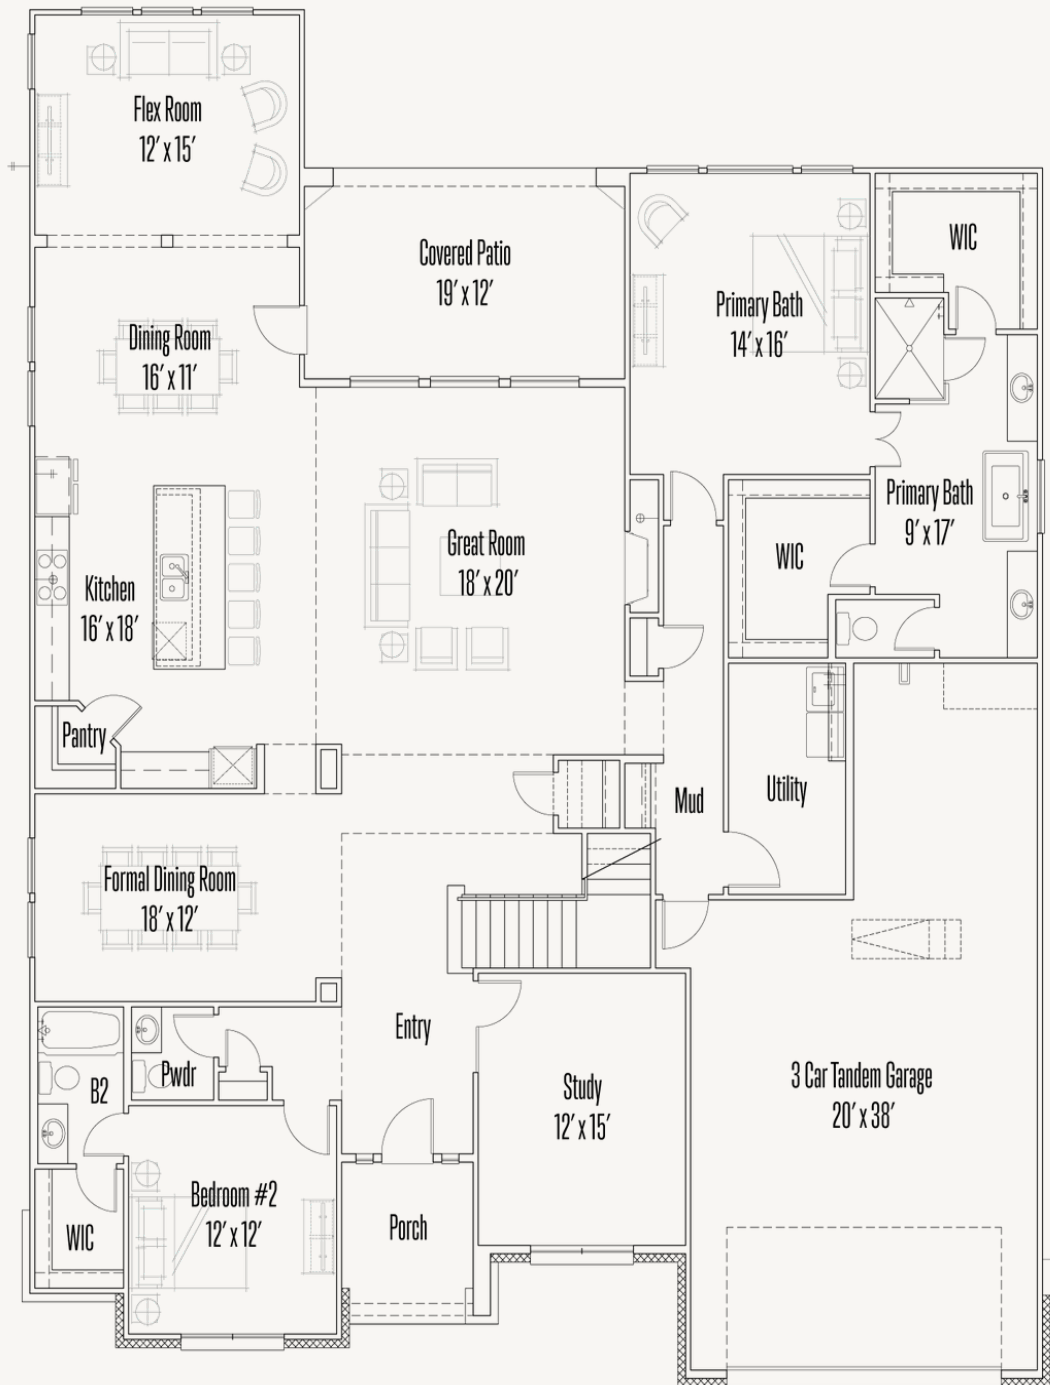 Flex Room
12' x 15'
Covered Patio
19' x 12'
WIC
Primary Bath
14' x 16'
Dining Room
16' x 11'
Primary Bath
9' x 17'
Great Room
18' x 20'
WIC
Kitchen
16' x 18'
Pantry
Mud
Utility
Formal Dining Room
18' x 12'
Entry
Pwdr
B2
Study
12' x 15'
3 Car Tandem Garage
20' x 38'
Bedroom #2
12' x 12'
WIC
Porch